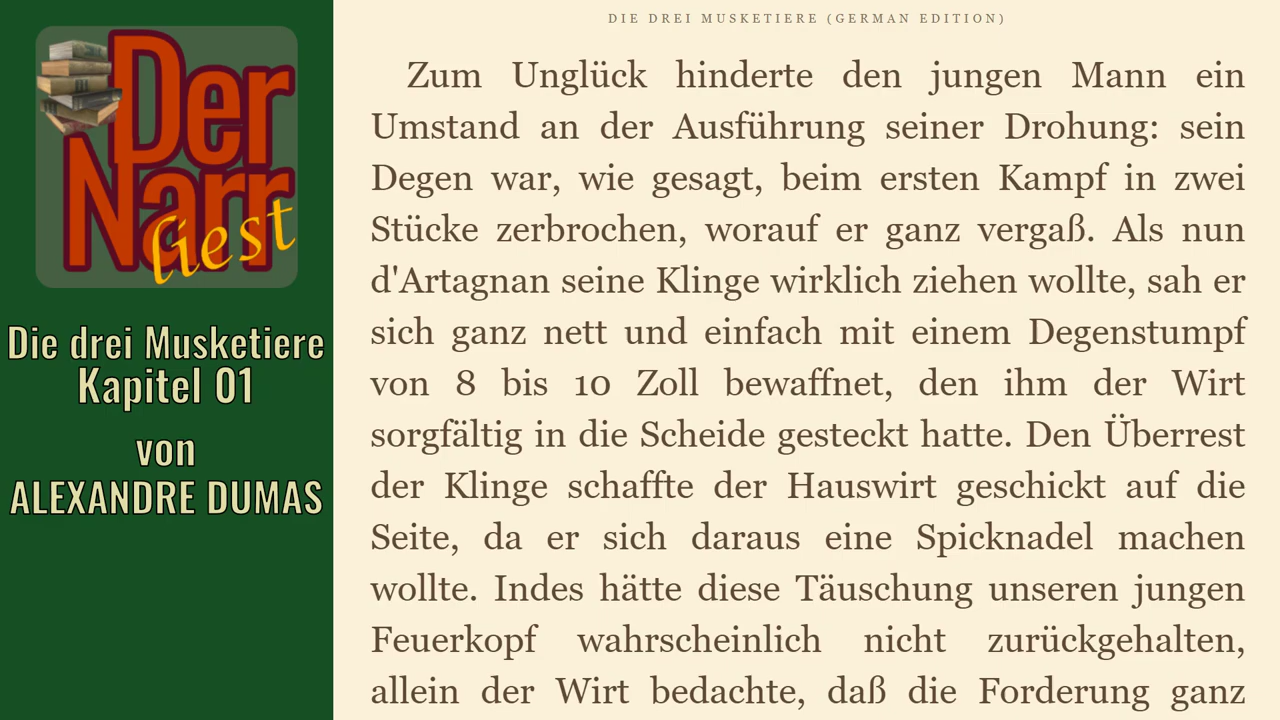 Der
Narr
liest
Die drei Musketiere
Kapitel 01
von
ALEXANDRE DUMAS
DIE DREI MUSKETIERE (GERMAN EDITION)
Zum Unglück hinderte den jungen Mann ein
Umstand an der Ausführung seiner Drohung: sein
Degen war, wie gesagt, beim ersten Kampf in zwei
Stücke zerbrochen, worauf er ganz vergaß. Als nun
d'Artagnan seine Klinge wirklich ziehen wollte, sah er
sich ganz nett und einfach mit einem Degenstumpf
von 8 bis 10 Zoll bewaffnet, den ihm der Wirt
sorgfältig in die Scheide gesteckt hatte. Den Überrest
der Klinge schaffte der Hauswirt geschickt auf die
Seite, da er sich daraus eine Spicknadel machen
wollte. Indes hätte diese Täuschung unseren jungen
Feuerkopf wahrscheinlich nicht zurückgehalten,
allein der Wirt bedachte, daß die Forderung ganz